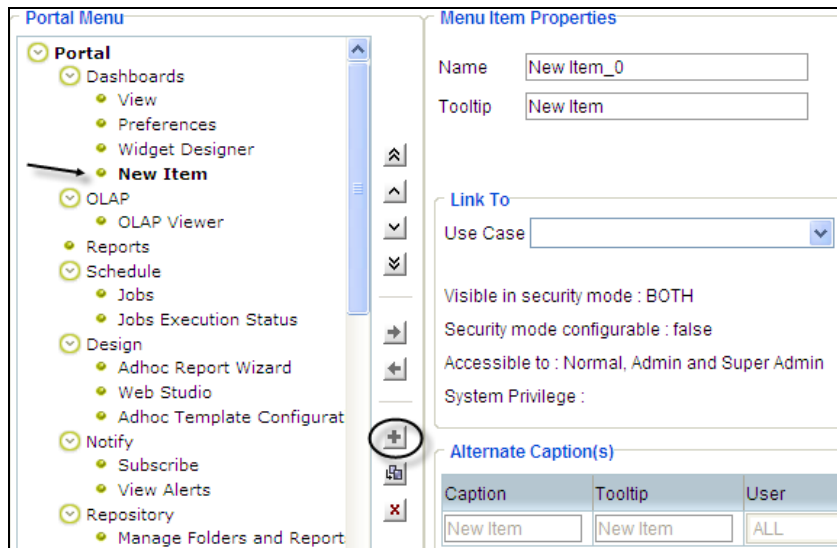 Portal Menu
Portal
Dashboards
View
Preferences
Widget Designer
New Item
OLAP
OLAP Viewer
Reports
Schedule
Jobs
Jobs Execution Status
Design
Adhoc Report Wizard
Web Studio
Adhoc Template Configurat
Notify
Subscribe
View Alerts
Repository
Manage Folders and Report
Menu Item Properties
Name New Item_0
Tooltip New Item
Link To
Use Case
Visible in security mode : BOTH
Security mode configurable : false
Accessible to : Normal, Admin and Super Admin
System Privilege :
Alternate Caption(s)
Caption Tooltip User
New Item New Item ALL